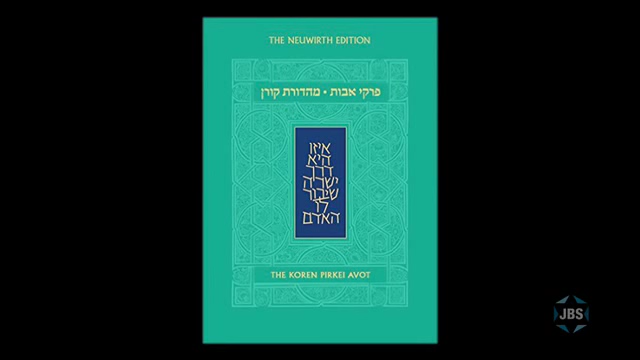 THE NEUWIRTH EDITION
פרקי אבות • מהדורת קורן
איזו
היא
דרך
ישרה
שיבור
לו
האדם
THE KOREN PIRKEI AVOT
JBS